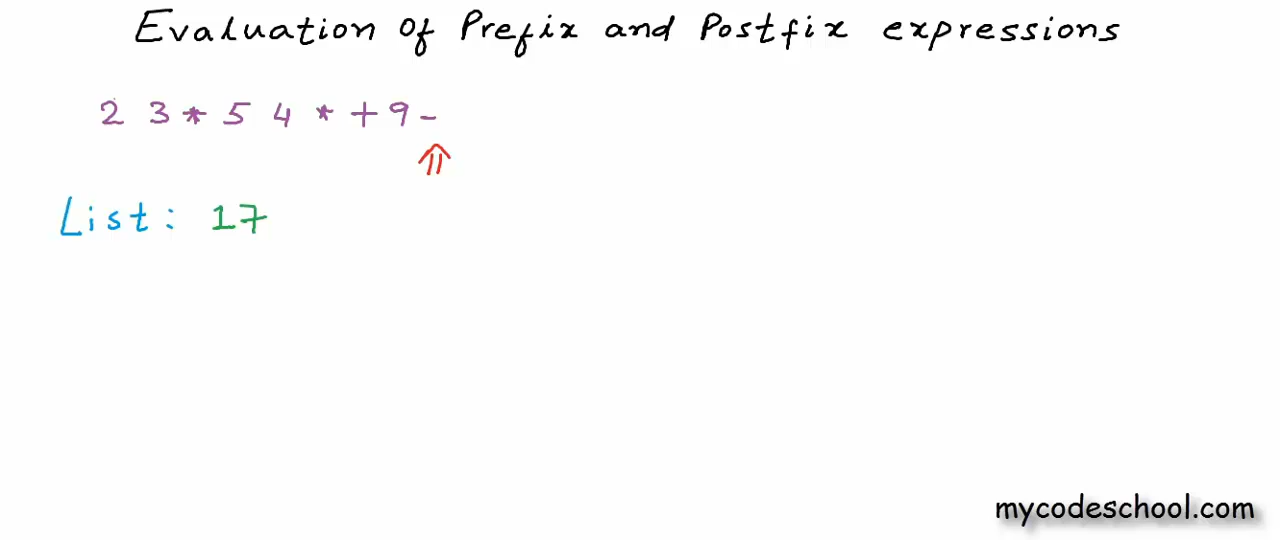 Evaluation of Prefix and Postfix expressions
2 3 * 5 4 * + 9 -
List: 17
mycodeschool.com